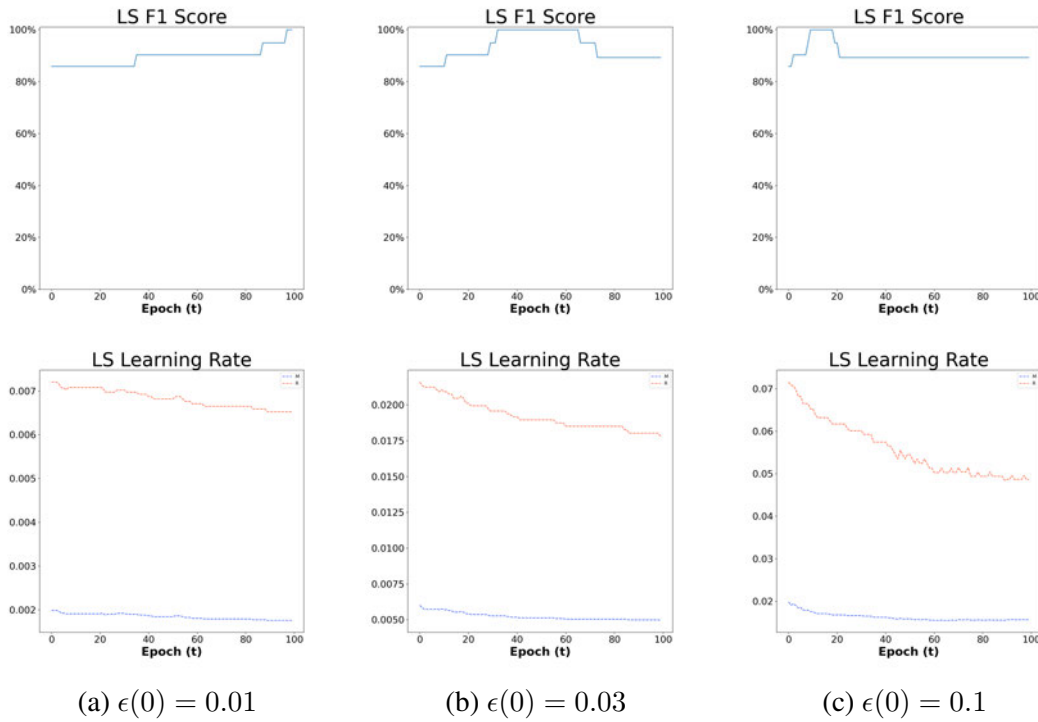 LS F1 Score
100%
80%
60%
40%
20%
0%
0 20 40 60 80 100
Epoch (t)
LS F1 Score
100%
80%
60%
40%
20%
0%
0 20 40 60 80 100
Epoch (t)
LS F1 Score
100%
80%
60%
40%
20%
0%
0 20 40 60 80 100
Epoch (t)
LS Learning Rate
M
R
0.007
0.006
0.005
0.004
0.003
0.002
0 20 40 60 80 100
Epoch (t)
LS Learning Rate
M
R
0.0200
0.0175
0.0150
0.0125
0.0100
0.0075
0.0050
0 20 40 60 80 100
Epoch (t)
LS Learning Rate
M
R
0.07
0.06
0.05
0.04
0.03
0.02
0 20 40 60 80 100
Epoch (t)
(a) ϵ(0) = 0.01
(b) ϵ(0) = 0.03
(c) ϵ(0) = 0.1